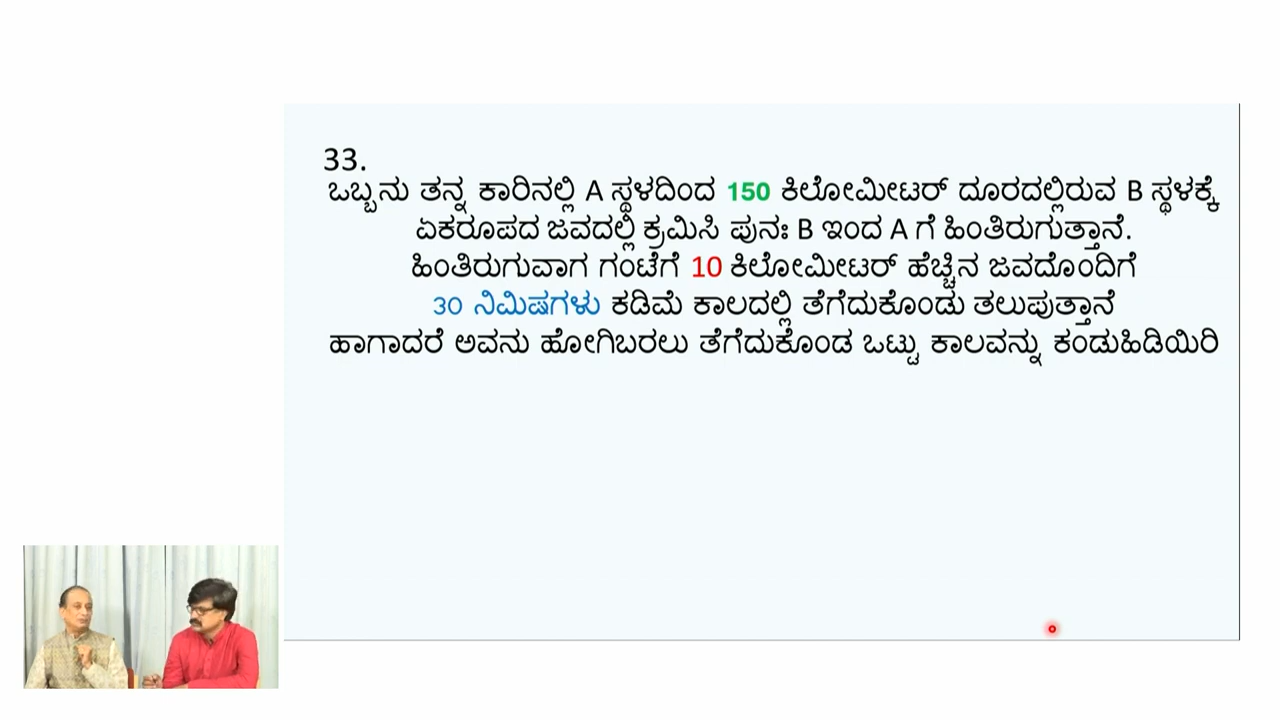 33.
ಒಬ್ಬನು ತನ್ನ ಕಾರಿನಲ್ಲಿ A ಸ್ಥಳದಿಂದ 150 ಕಿಲೋಮೀಟರ್ ದೂರದಲ್ಲಿರುವ B ಸ್ಥಳಕ್ಕೆ
ಏಕರೂಪದ ಜವದಲ್ಲಿ ಕ್ರಮಿಸಿ ಪುನಃ B ಇಂದ A ಗೆ ಹಿಂತಿರುಗುತ್ತಾನೆ.
ಹಿಂತಿರುಗುವಾಗ ಗಂಟೆಗೆ 10 ಕಿಲೋಮೀಟರ್ ಹೆಚ್ಚಿನ ಜವದೊಂದಿಗೆ
30 ನಿಮಿಷಗಳು ಕಡಿಮೆ ಕಾಲದಲ್ಲಿ ತೆಗೆದುಕೊಂಡು ತಲುಪುತ್ತಾನೆ
ಹಾಗಾದರೆ ಅವನು ಹೋಗಿಬರಲು ತೆಗೆದುಕೊಂಡ ಒಟ್ಟು ಕಾಲವನ್ನು ಕಂಡುಹಿಡಿಯಿರಿ